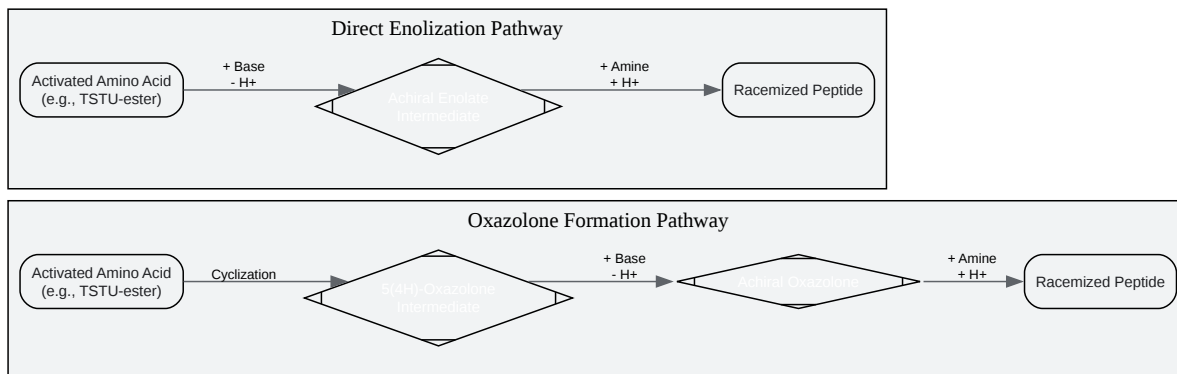 Direct Enolization Pathway
Activated Amino Acid
(e.g., TSTU-ester)
+ Base
- H+
Achiral Enolate
Intermediate
+ Amine
+ H+
Racemized Peptide
Oxazolone Formation Pathway
Activated Amino Acid
(e.g., TSTU-ester)
Cyclization
5(4H)-Oxazolone
Intermediate
+ Base
- H+
Achiral Oxazolone
+ Amine
+ H+
Racemized Peptide